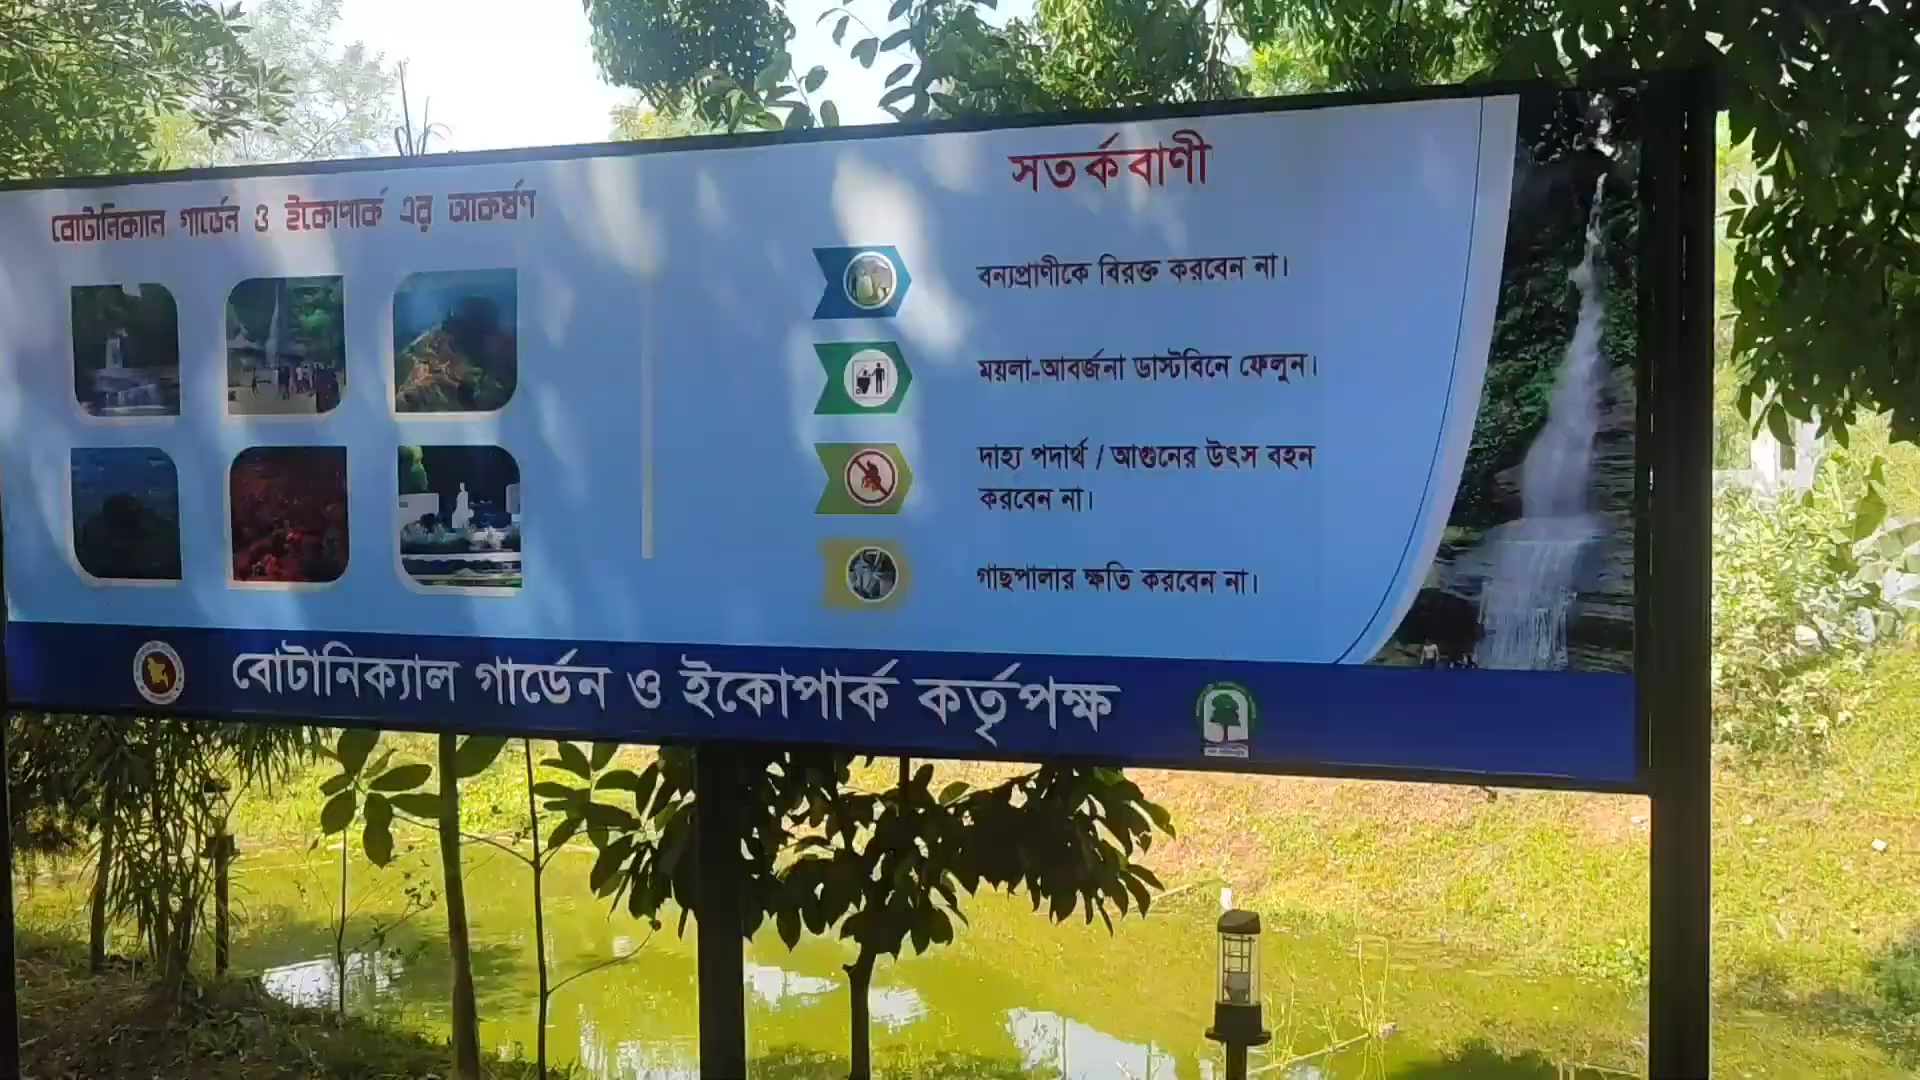 বোটানিক্যাল গার্ডেন ও ইকোপার্ক এর আকর্ষণ
সতর্কবাণী
বন্যপ্রাণীকে বিরক্ত করবেন না।
ময়লা-আবর্জনা ডাস্টবিনে ফেলুন।
দাহ্য পদার্থ / আগুনের উৎস বহন
করবেন না।
গাছপালার ক্ষতি করবেন না।
বোটানিক্যাল গার্ডেন ও ইকোপার্ক কর্তৃপক্ষ